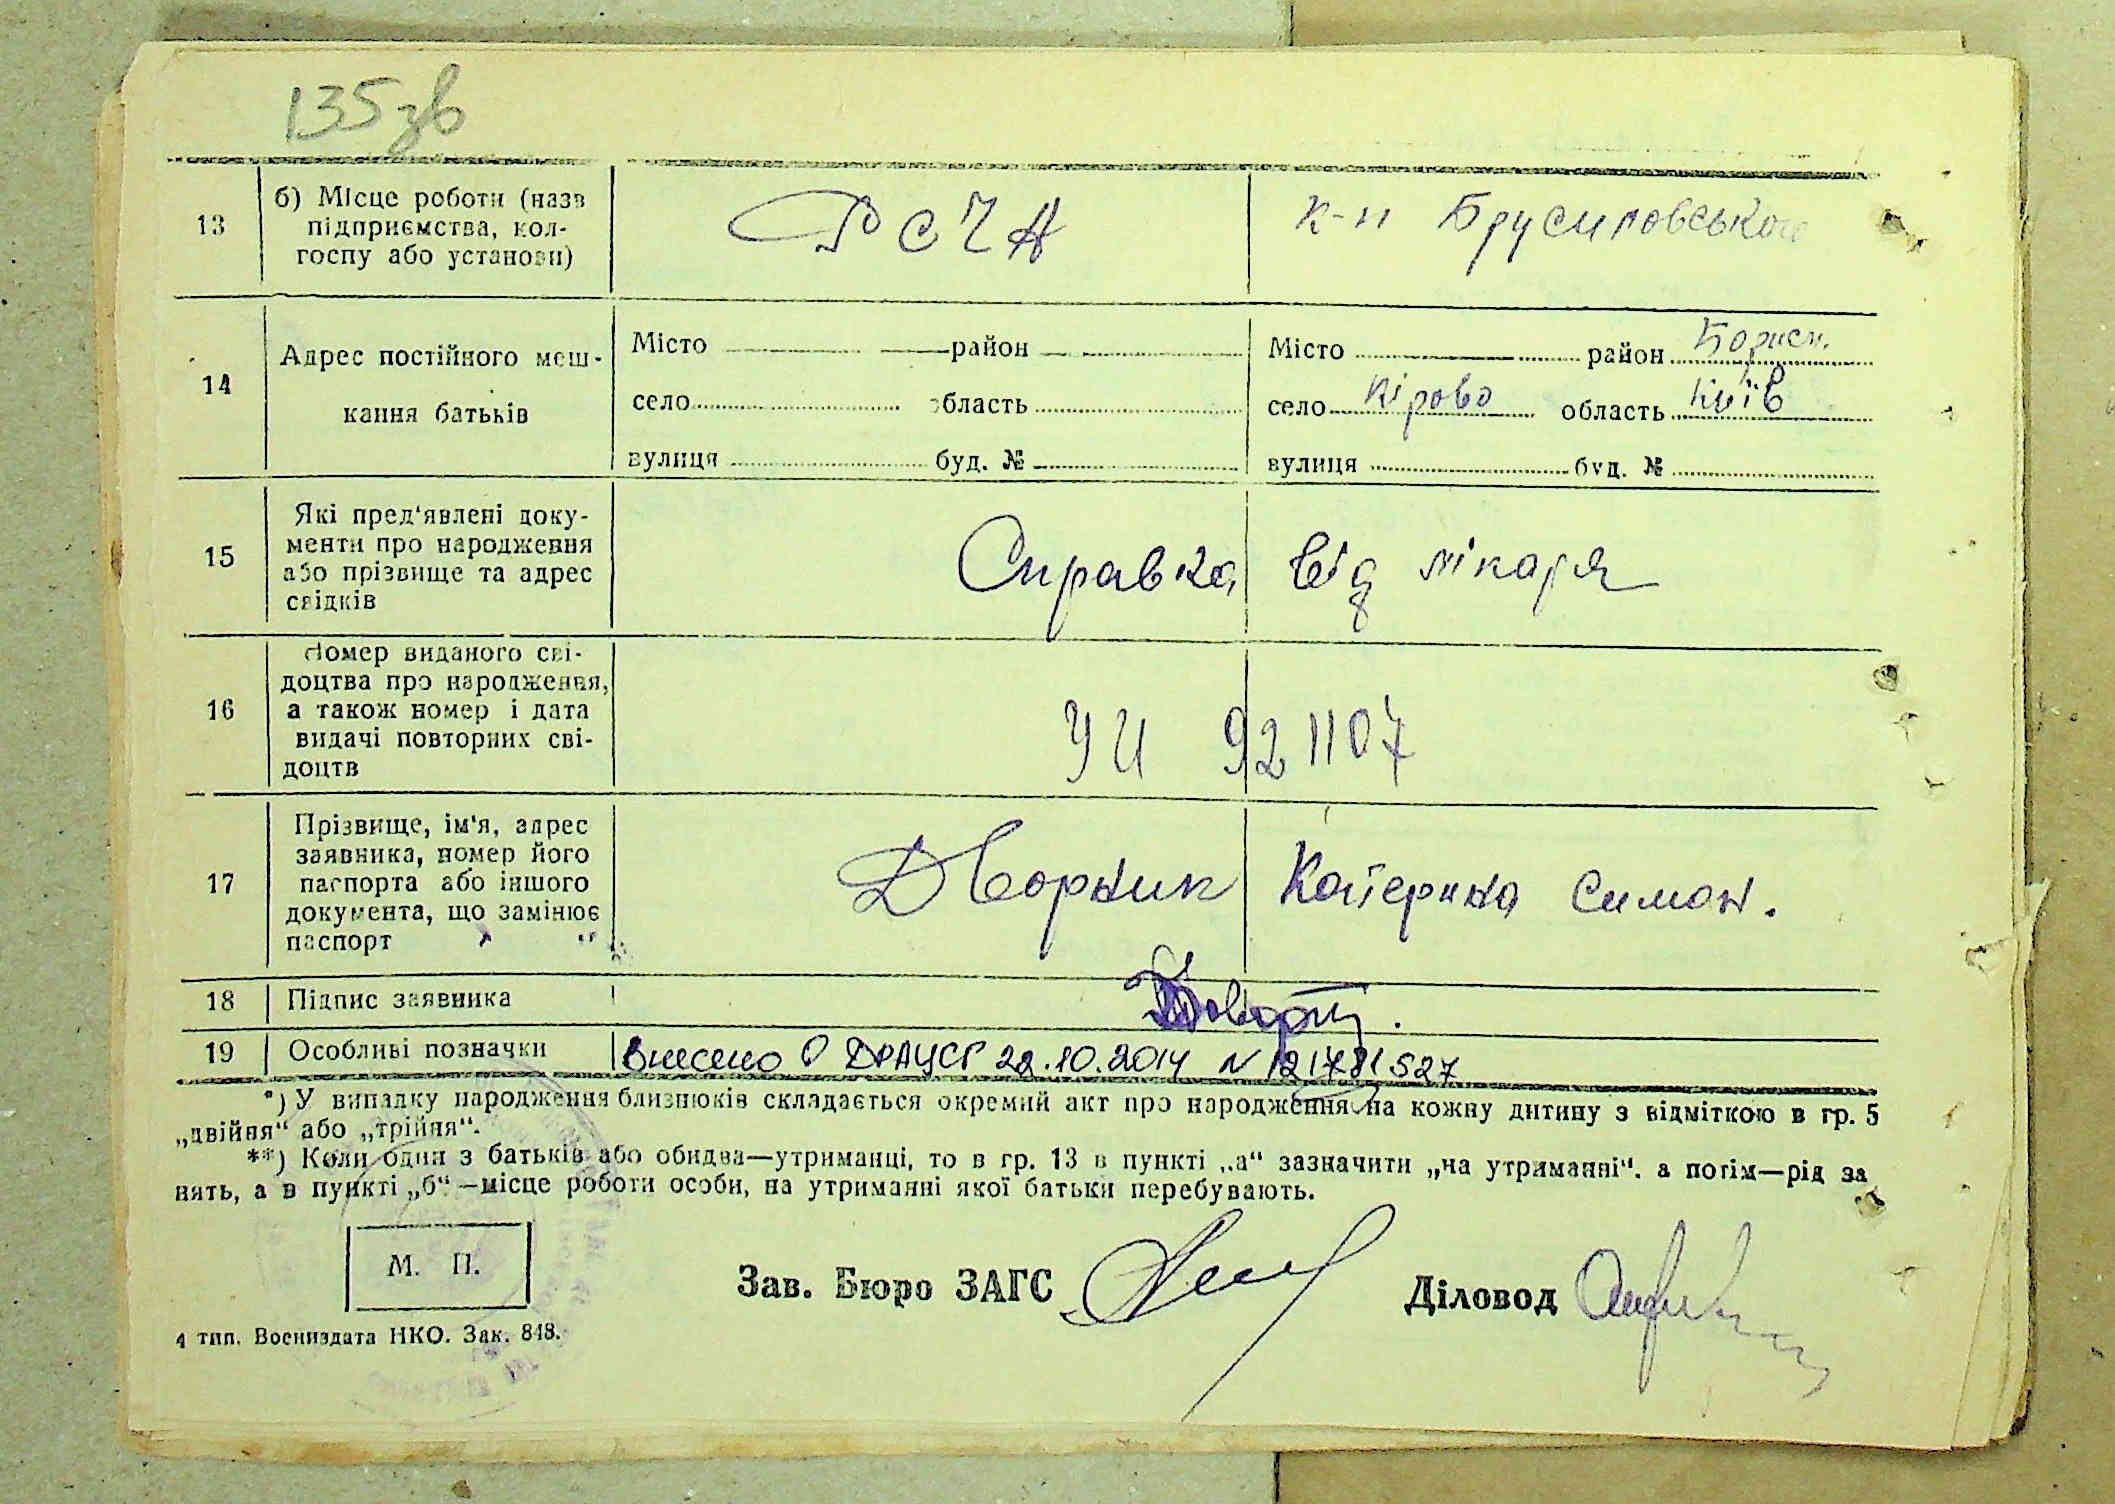 135 зв
13
б) Місце роботи (назв
підприємства, кол-
госпу або установи)
РСЧА
к-п Брусиловського
14
Адрес постійного меш-
кання батьків
Місто район
село область
вулиця буд. №
Місто район Борисп.
село Кірово область Київ
вулиця буд. №
15
Які пред'явлені доку-
менти про народження
або прізвище та адрес
свідків
Справка від лікаря
16
Номер виданого сві-
доцтва про народження,
а також номер і дата
видачі повторних сві-
доцтв
УИ 921107
17
Прізвище, ім'я, адрес
заявника, номер його
паспорта або іншого
документа, що замінює
паспорт
Дворник Катерина Симон.
18 Підпис заявника
19 Особливі позначки Внесено в ДРАЦСГ 22.10.2014 N 121781527
*) У випадку народження близнюків складається окремий акт про народження на кожну дитину з відміткою в гр. 5
„двійня“ або „трійня“.
**) Коли один з батьків або обидва—утриманці, то в гр. 13 в пункті „а“ зазначити „на утриманні“. а потім—рід за
нять, а в пункті „б“—місце роботи особи, на утриманні якої батьки перебувають.
М. П.
Зав. Бюро ЗАГС
Діловод
4 тип. Воениздата НКО. Зак. 848.